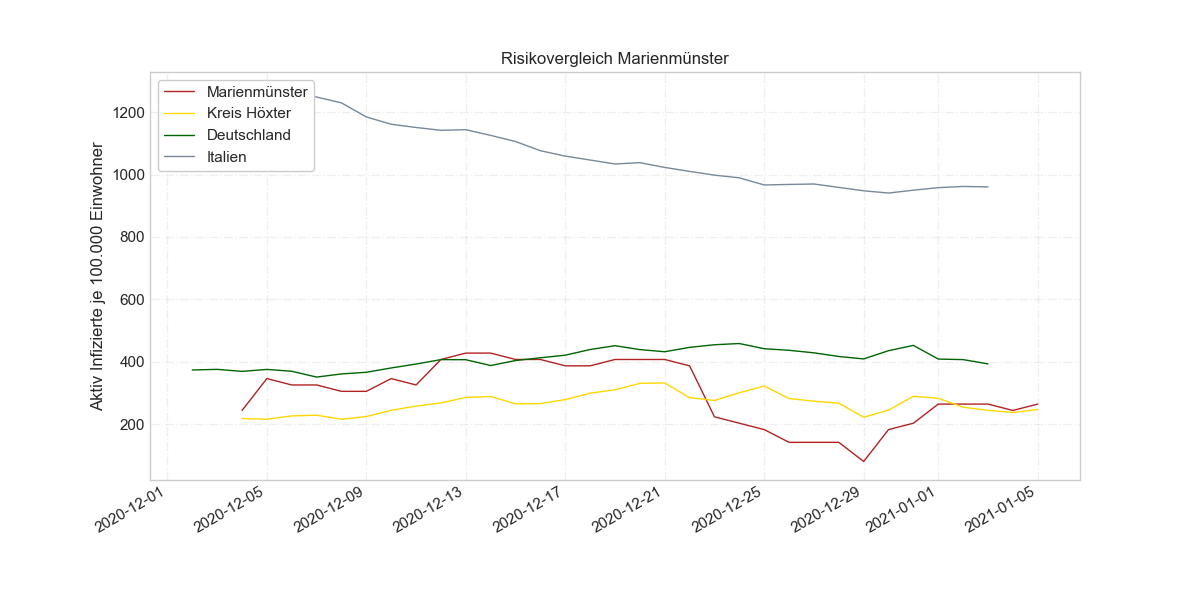 Risikovergleich Marienmünster
Marienmünster
Kreis Höxter
Deutschland
Italien
Aktiv Infizierte je 100.000 Einwohner
1200
1000
800
600
400
200
2020-12-01
2020-12-05
2020-12-09
2020-12-13
2020-12-17
2020-12-21
2020-12-25
2020-12-29
2021-01-01
2021-01-05